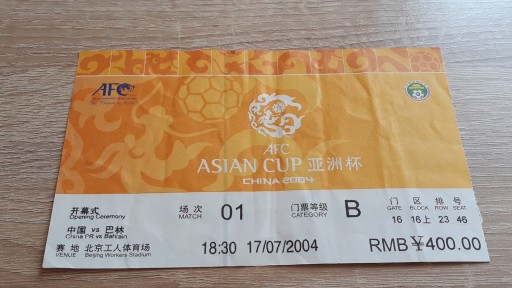 AFC
AFC
ASIAN CUP 亚洲杯
CHINA 2004
开幕式
Opening Ceremony
场次
MATCH
01
门票等级
CATEGORY
B
门 区 排 号
GATE BLOCK ROW SEAT
16 16上 23 46
中国 vs 巴林
China PR vs Bahrain
赛 地 北京工人体育场
VENUE Beijing Workers Stadium
18:30 17/07/2004
RMB¥400.00